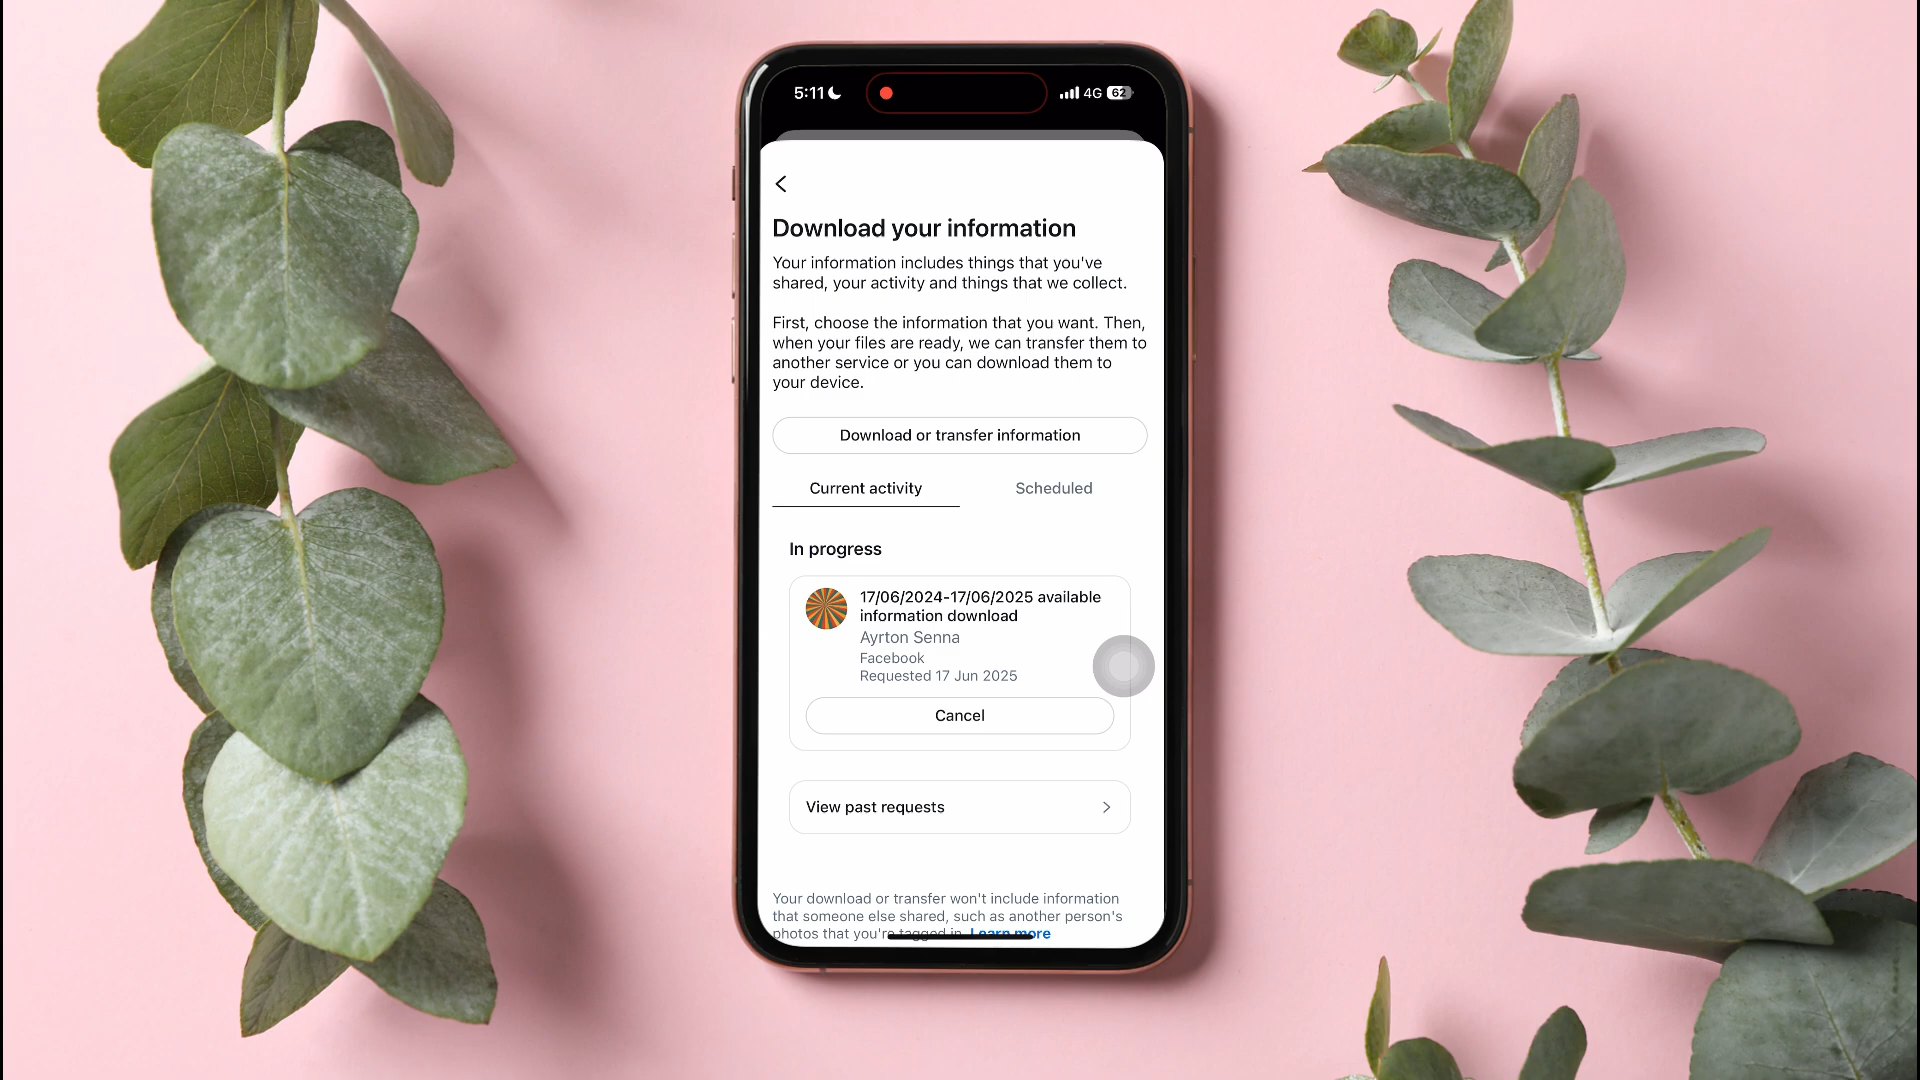 5:11
4G 62
Download your information
Your information includes things that you've
shared, your activity and things that we collect.
First, choose the information that you want. Then,
when your files are ready, we can transfer them to
another service or you can download them to
your device.
Download or transfer information
Current activity
Scheduled
In progress
17/06/2024-17/06/2025 available
information download
Ayrton Senna
Facebook
Requested 17 Jun 2025
Cancel
View past requests
Your download or transfer won't include information
that someone else shared, such as another person's
photos that you're tagged in. Learn more